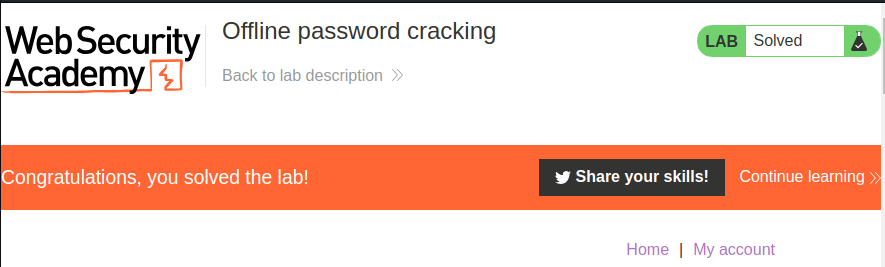 Web Security
Academy
Offline password cracking
Back to lab description
LAB Solved
Congratulations, you solved the lab!
Share your skills!
Continue learning
Home | My account